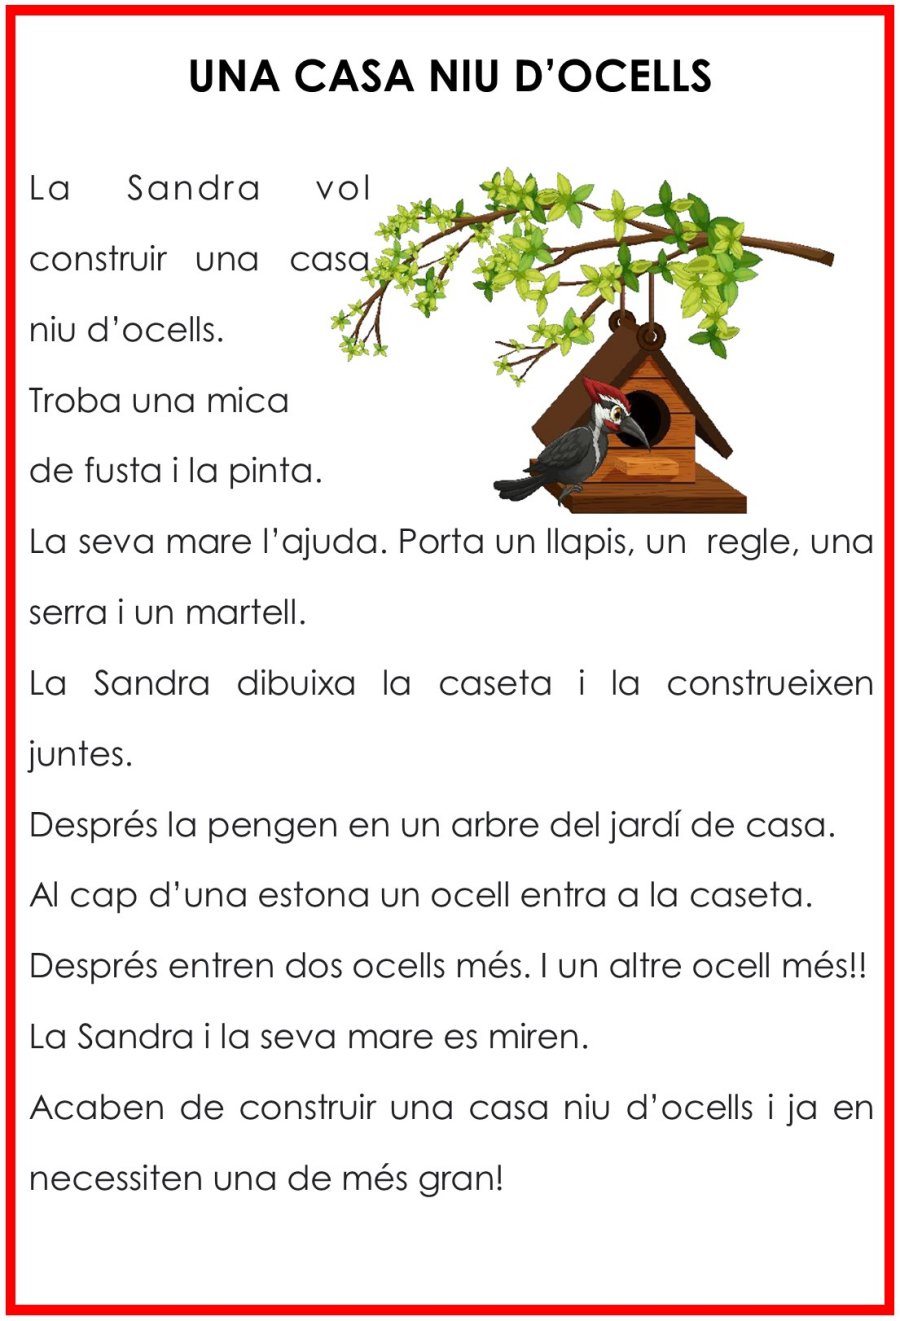 UNA CASA NIU D’OCELLS
La Sandra vol
construir una casa
niu d’ocells.
Troba una mica
de fusta i la pinta.
La seva mare l’ajuda. Porta un llapis, un regle, una
serra i un martell.
La Sandra dibuixa la caseta i la construeixen
juntes.
Després la pengen en un arbre del jardí de casa.
Al cap d’una estona un ocell entra a la caseta.
Després entren dos ocells més. I un altre ocell més!!
La Sandra i la seva mare es miren.
Acaben de construir una casa niu d’ocells i ja en
necessiten una de més gran!